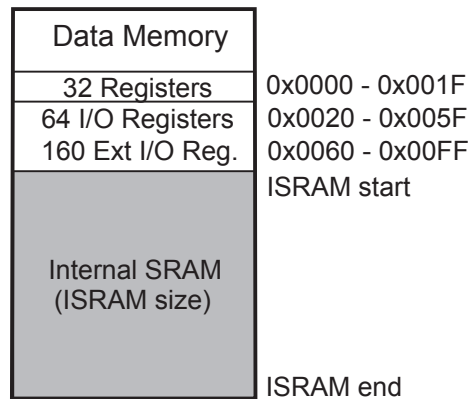 Data Memory
32 Registers 0x0000 - 0x001F
64 I/O Registers 0x0020 - 0x005F
160 Ext I/O Reg. 0x0060 - 0x00FF
ISRAM start
Internal SRAM
(ISRAM size)
ISRAM end